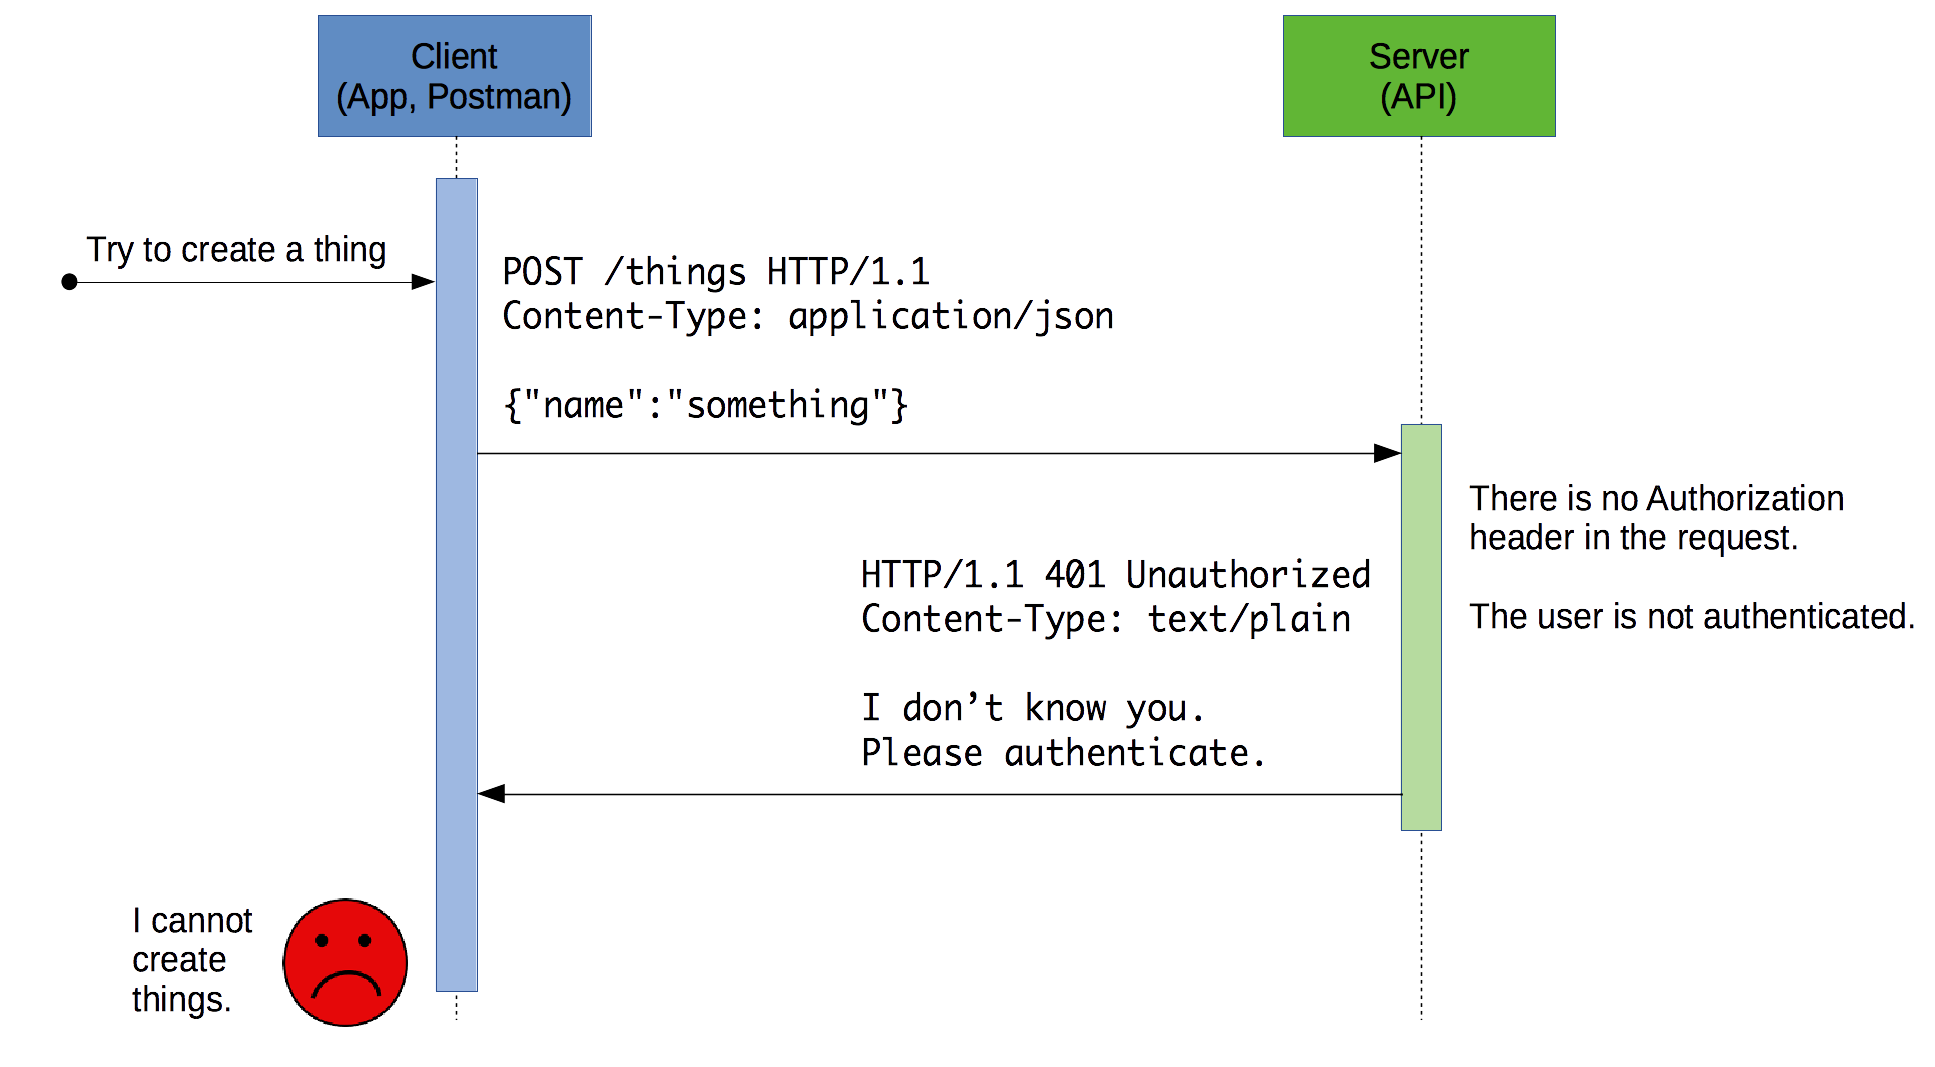 Client
(App, Postman)
Server
(API)
Try to create a thing
POST /things HTTP/1.1
Content-Type: application/json
{"name":"something"}
There is no Authorization
header in the request.
The user is not authenticated.
HTTP/1.1 401 Unauthorized
Content-Type: text/plain
I don’t know you.
Please authenticate.
I cannot
create
things.